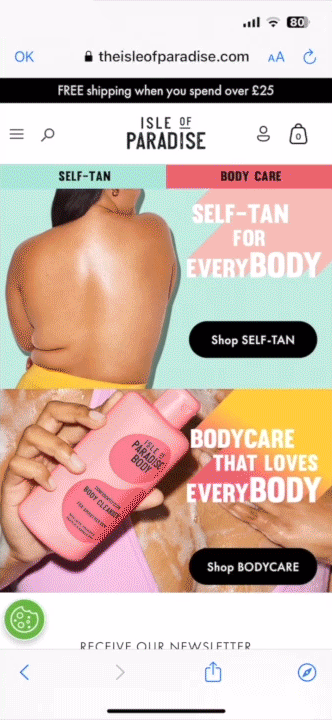 80
OK
theisleofparadise.com
AA
FREE shipping when you spend over £25
ISLE OF
PARADISE
0
SELF-TAN
BODY CARE
SELF-TAN
FOR
EVERYBODY
Shop SELF-TAN
ISLE OF
PARADISE
BODY
BODY CLEANSER
BODYCARE
THAT LOVES
EVERYBODY
Shop BODYCARE
RECEIVE OUR NEWSLETTER